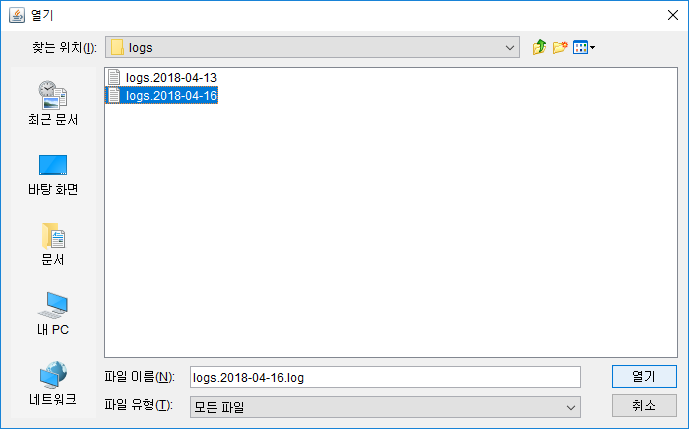 열기
찾는 위치(I):
logs
logs.2018-04-13
logs.2018-04-16
최근 문서
바탕 화면
문서
내 PC
네트워크
파일 이름(N):
logs.2018-04-16.log
열기
파일 유형(T):
모든 파일
취소